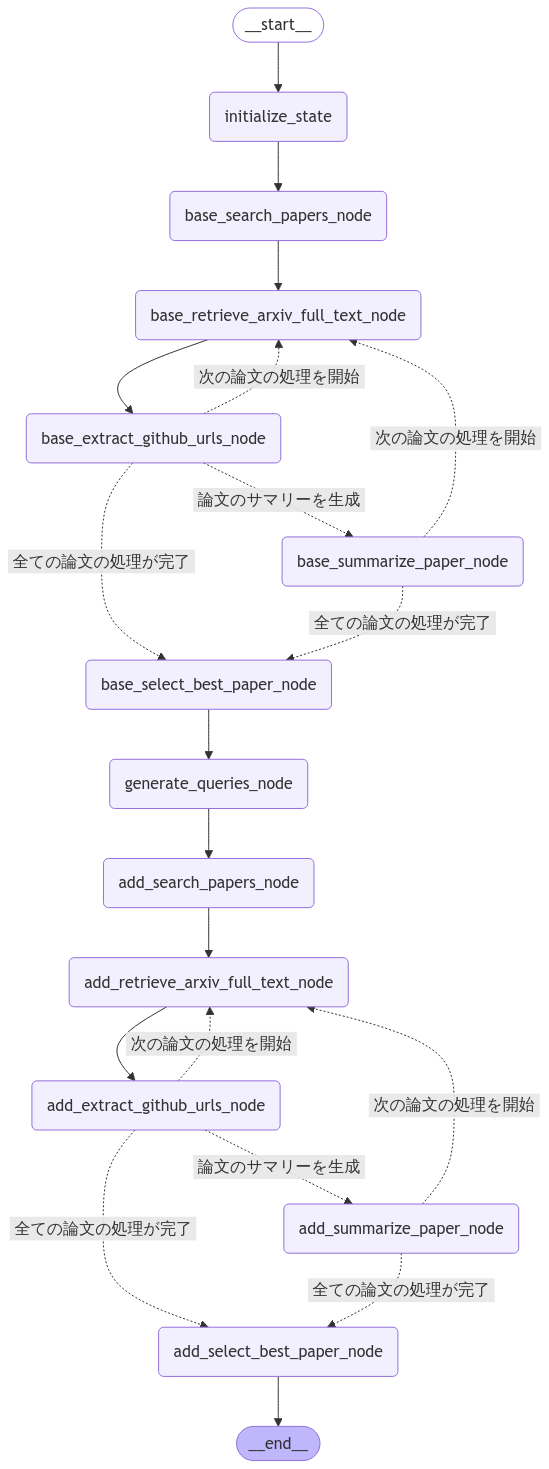 __start__
initialize_state
base_search_papers_node
base_retrieve_arxiv_full_text_node
次の論文の処理を開始
base_extract_github_urls_node
次の論文の処理を開始
論文のサマリーを生成
全ての論文の処理が完了
base_summarize_paper_node
全ての論文の処理が完了
base_select_best_paper_node
generate_queries_node
add_search_papers_node
add_retrieve_arxiv_full_text_node
次の論文の処理を開始
add_extract_github_urls_node
次の論文の処理を開始
論文のサマリーを生成
全ての論文の処理が完了
add_summarize_paper_node
全ての論文の処理が完了
add_select_best_paper_node
__end__